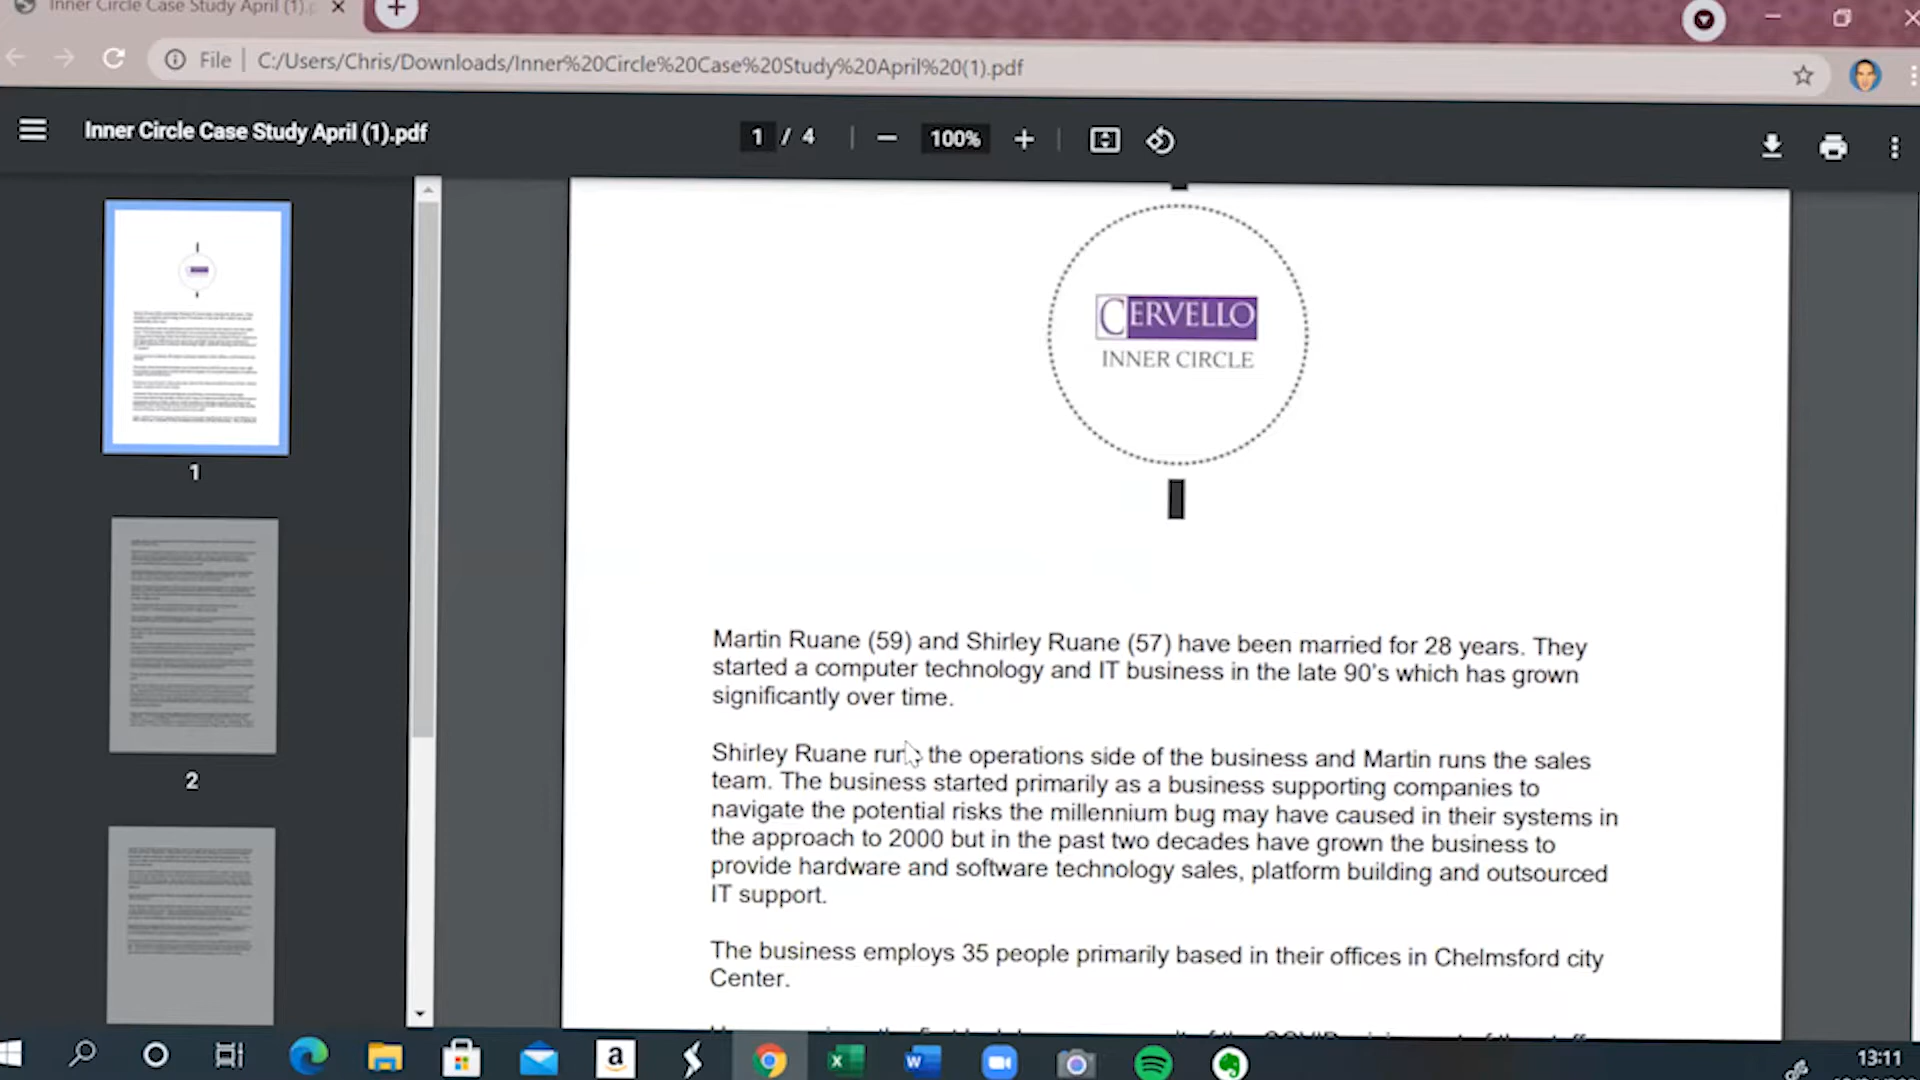 Inner Circle Case Study April (1).p
File
C:/Users/Chris/Downloads/Inner%20Circle%20Case%20Study%20April%20(1).pdf
Inner Circle Case Study April (1).pdf
1 / 4
100%
1
2
CERVELLO
INNER CIRCLE
Martin Ruane (59) and Shirley Ruane (57) have been married for 28 years. They
started a computer technology and IT business in the late 90's which has grown
significantly over time.
Shirley Ruane runs the operations side of the business and Martin runs the sales
team. The business started primarily as a business supporting companies to
navigate the potential risks the millennium bug may have caused in their systems in
the approach to 2000 but in the past two decades have grown the business to
provide hardware and software technology sales, platform building and outsourced
IT support.
The business employs 35 people primarily based in their offices in Chelmsford city
Center.
13:11